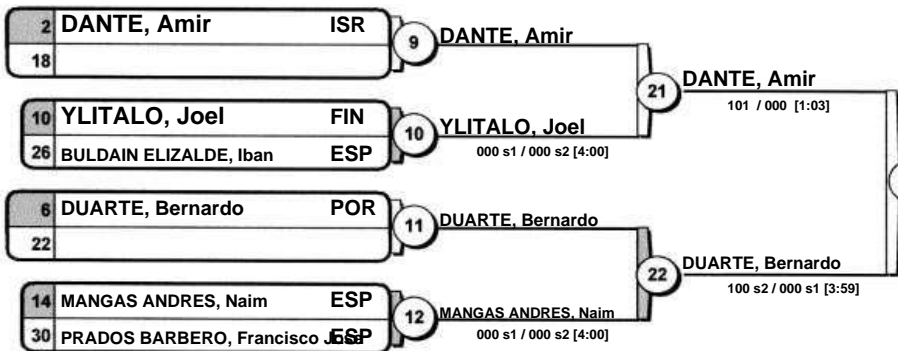 2 DANTE, Amir ISR
18
9 DANTE, Amir
10 YLITALO, Joel FIN
26 BULDAIN ELIZALDE, Iban ESP
10 YLITALO, Joel
000 s1 / 000 s2 [4:00]
21 DANTE, Amir
101 / 000 [1:03]
6 DUARTE, Bernardo POR
22
11 DUARTE, Bernardo
14 MANGAS ANDRES, Naim ESP
30 PRADOS BARBERO, Francisco Jose ESP
12 MANGAS ANDRES, Naim
000 s1 / 000 s2 [4:00]
22 DUARTE, Bernardo
100 s2 / 000 s1 [3:59]